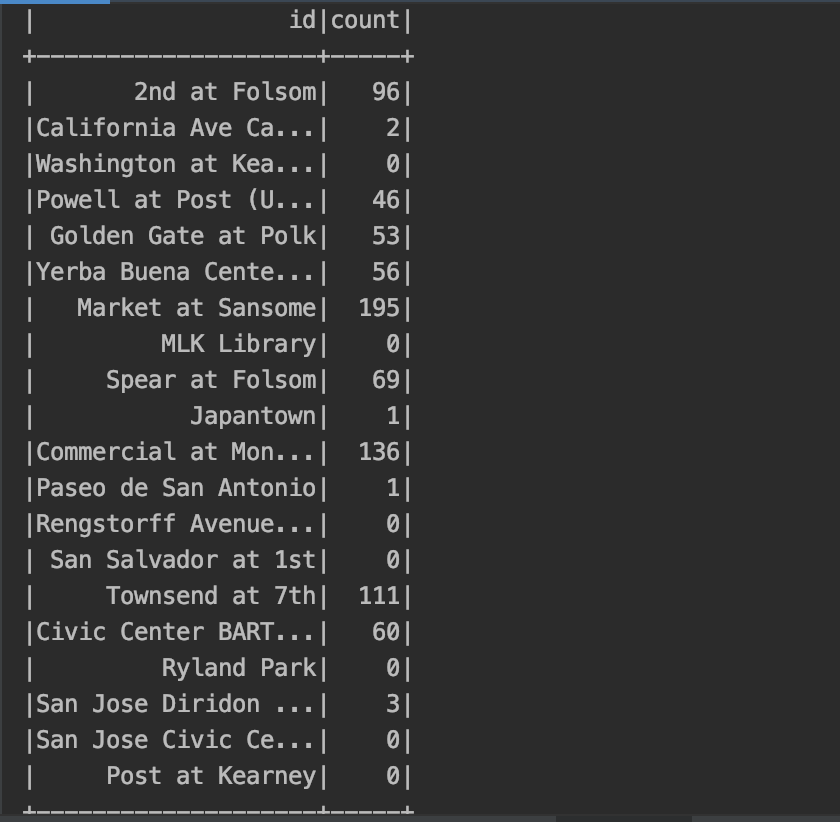 |                  id|count|
+--------------------+-----+
|       2nd at Folsom|   96|
|California Ave Ca...|    2|
|Washington at Kea...|    0|
|Powell at Post (U...|   46|
| Golden Gate at Polk|   53|
|Yerba Buena Cente...|   56|
|   Market at Sansome|  195|
|         MLK Library|    0|
|     Spear at Folsom|   69|
|           Japantown|    1|
|Commercial at Mon...|  136|
|Paseo de San Antonio|    1|
|Rengstorff Avenue...|    0|
| San Salvador at 1st|    0|
|     Townsend at 7th|  111|
|Civic Center BART...|   60|
|         Ryland Park|    0|
|San Jose Diridon ...|    3|
|San Jose Civic Ce...|    0|
|     Post at Kearney|    0|
+--------------------+-----+